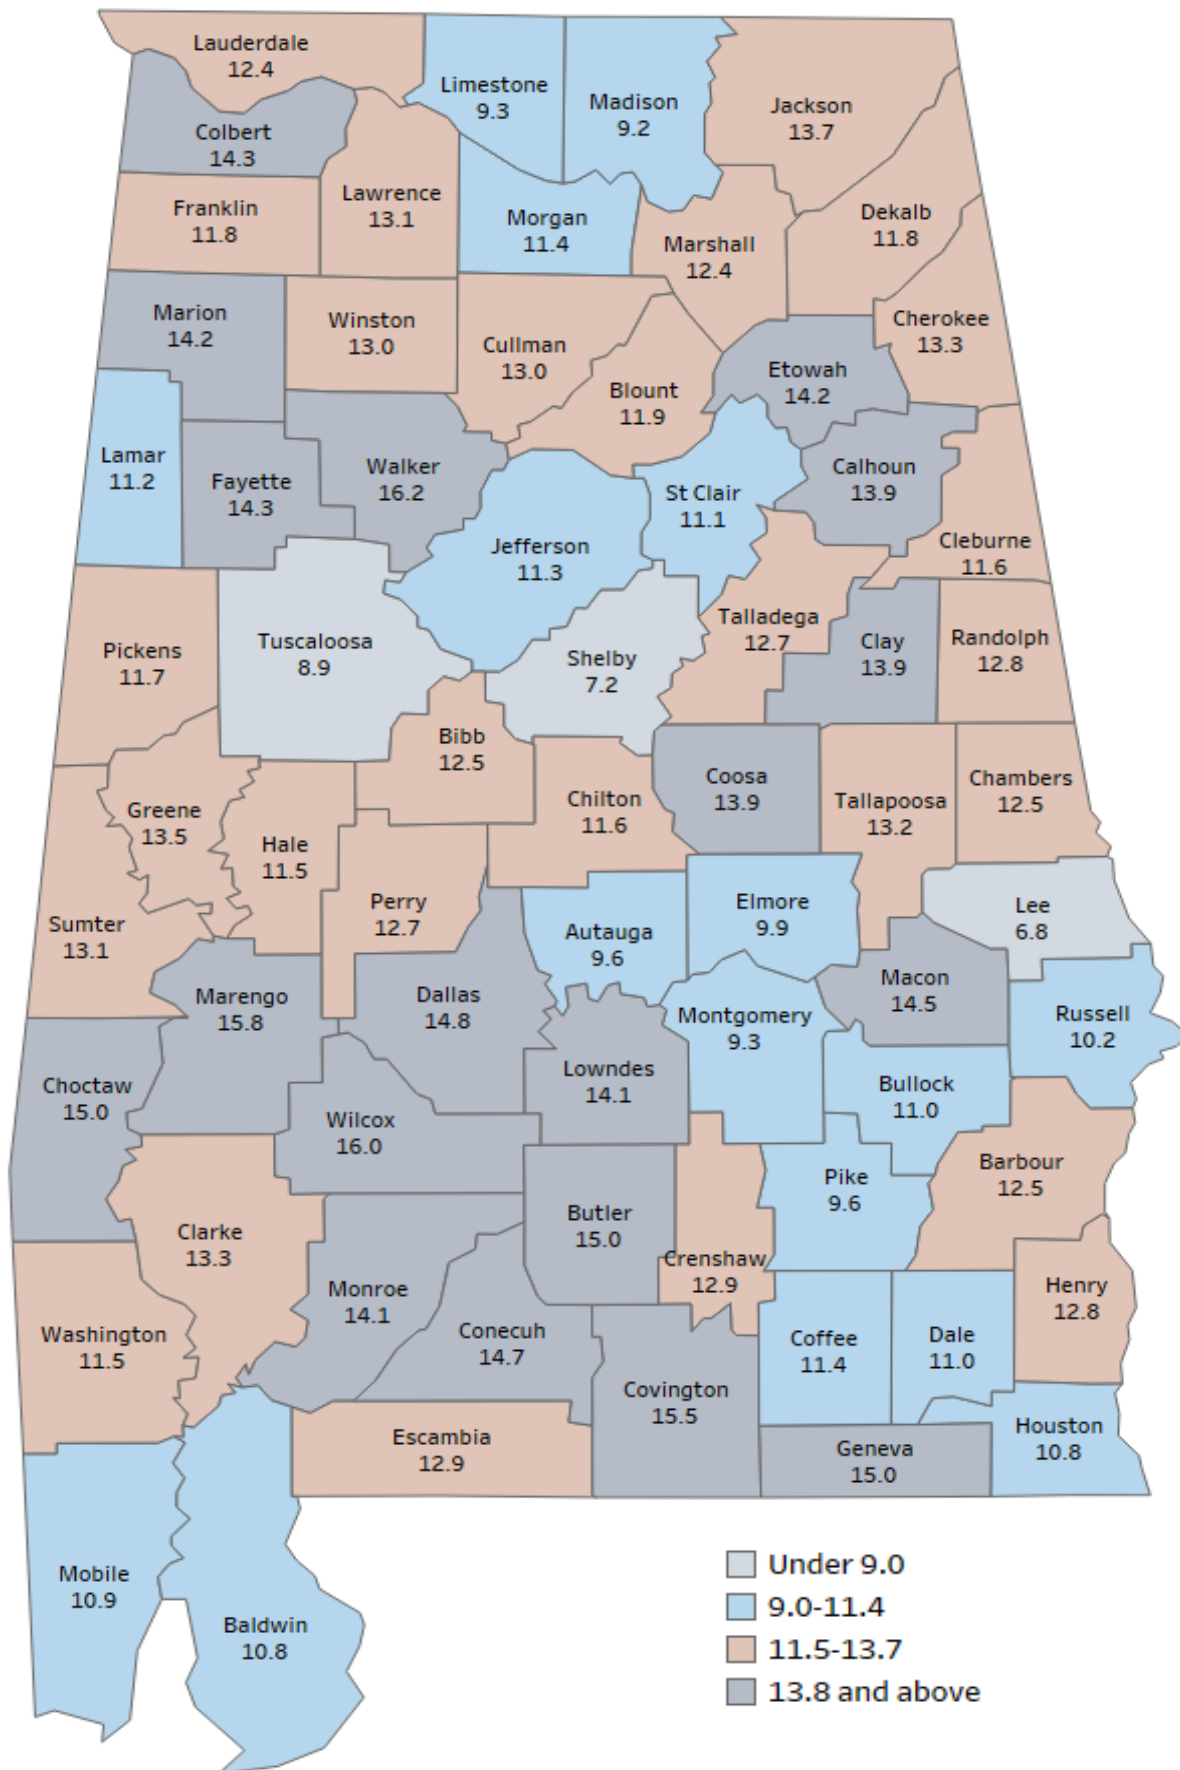 Lauderdale
12.4
Limestone
9.3
Madison
9.2
Jackson
13.7
Colbert
14.3
Franklin
11.8
Lawrence
13.1
Morgan
11.4
Marshall
12.4
Dekalb
11.8
Marion
14.2
Winston
13.0
Cullman
13.0
Blount
11.9
Etowah
14.2
Cherokee
13.3
Lamar
11.2
Fayette
14.3
Walker
16.2
Jefferson
11.3
St Clair
11.1
Calhoun
13.9
Cleburne
11.6
Pickens
11.7
Tuscaloosa
8.9
Shelby
7.2
Talladega
12.7
Clay
13.9
Randolph
12.8
Greene
13.5
Hale
11.5
Bibb
12.5
Chilton
11.6
Coosa
13.9
Tallapoosa
13.2
Chambers
12.5
Sumter
13.1
Perry
12.7
Autauga
9.6
Elmore
9.9
Lee
6.8
Marengo
15.8
Dallas
14.8
Montgomery
9.3
Macon
14.5
Russell
10.2
Choctaw
15.0
Wilcox
16.0
Lowndes
14.1
Bullock
11.0
Clarke
13.3
Butler
15.0
Crenshaw
12.9
Pike
9.6
Barbour
12.5
Washington
11.5
Monroe
14.1
Conecuh
14.7
Covington
15.5
Coffee
11.4
Dale
11.0
Henry
12.8
Escambia
12.9
Geneva
15.0
Houston
10.8
Mobile
10.9
Baldwin
10.8
Under 9.0
9.0-11.4
11.5-13.7
13.8 and above